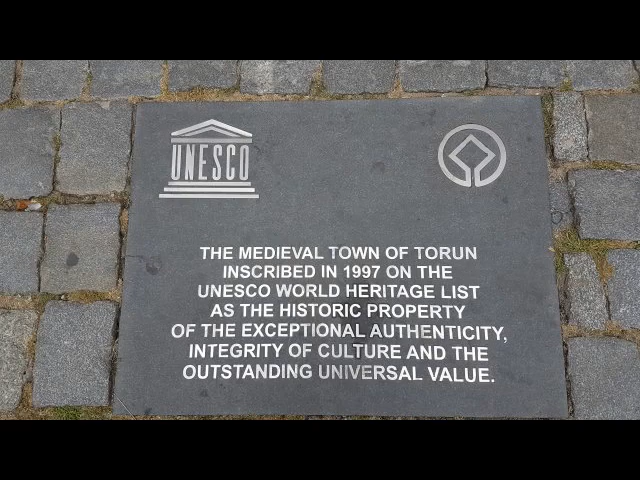 UNESCO
THE MEDIEVAL TOWN OF TORUN
INSCRIBED IN 1997 ON THE
UNESCO WORLD HERITAGE LIST
AS THE HISTORIC PROPERTY
OF THE EXCEPTIONAL AUTHENTICITY,
INTEGRITY OF CULTURE AND THE
OUTSTANDING UNIVERSAL VALUE.